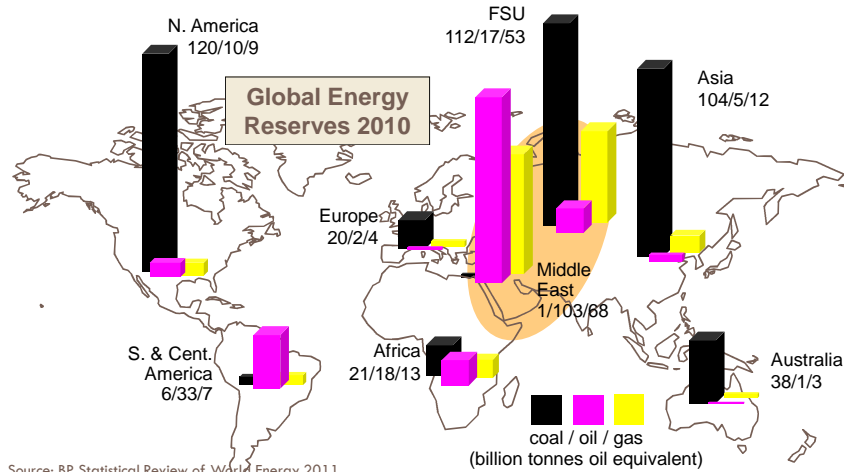 N. America
120/10/9
FSU
112/17/53
Asia
104/5/12
Global Energy
Reserves 2010
Europe
20/2/4
Middle
East
1/103/68
S. & Cent.
America
6/33/7
Africa
21/18/13
Australia
38/1/3
coal / oil / gas
(billion tonnes oil equivalent)
Source: BP Statistical Review of World Energy 2011